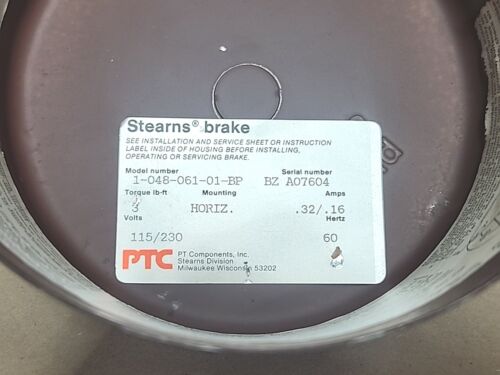 Stearns® brake
SEE INSTALLATION AND SERVICE SHEET OR INSTRUCTION
LABEL INSIDE OF HOUSING BEFORE INSTALLING,
OPERATING OR SERVICING BRAKE.
Model number Serial number
1-048-061-01-BP BZ A07604
Torque lb-ft Mounting Amps
3 HORIZ. .32/.16
Volts Hertz
115/230 60
PTC
PT Components, Inc.
Stearns Division
Milwaukee Wisconsin 53202